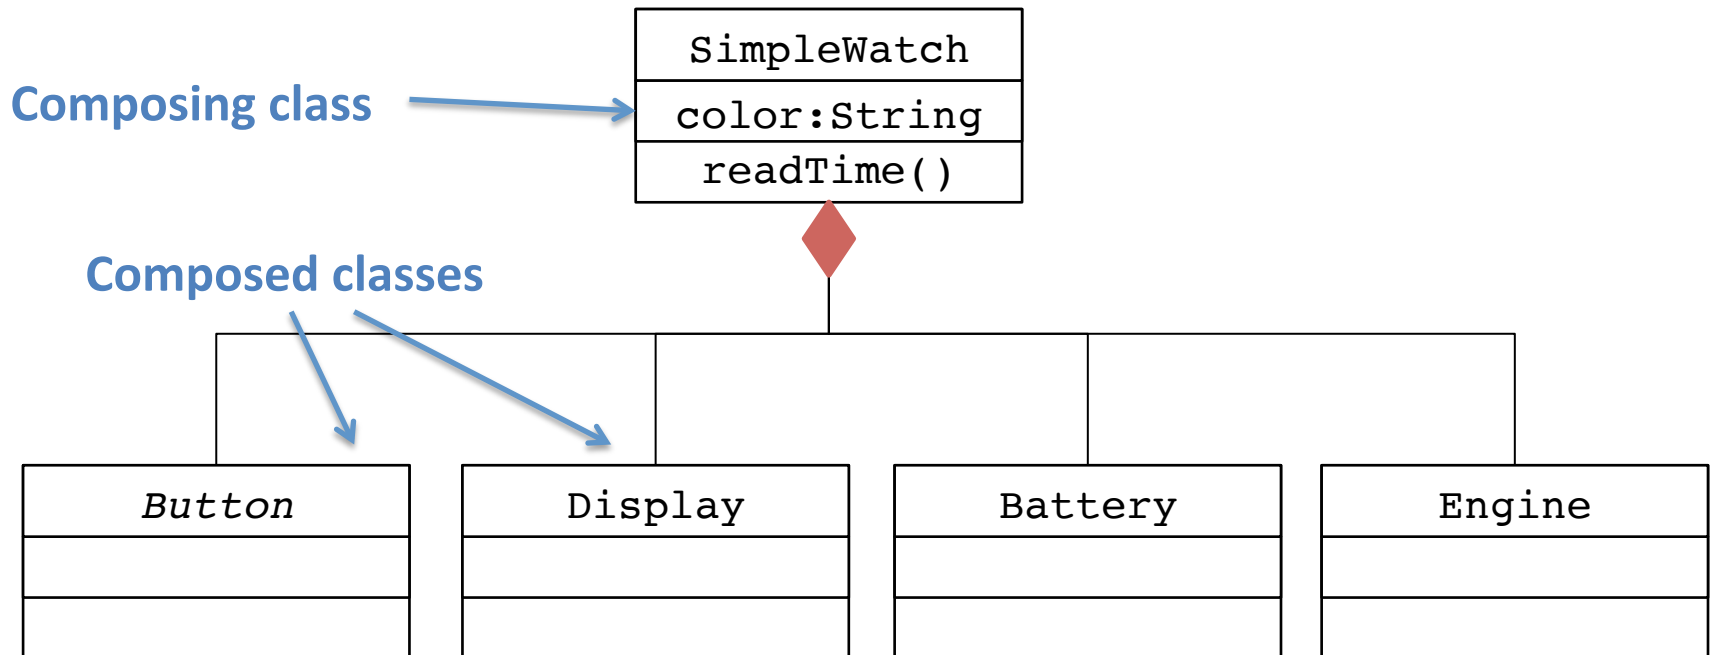 SimpleWatch
Composing class
color:String
readTime()
Composed classes
Button
Display
Battery
Engine